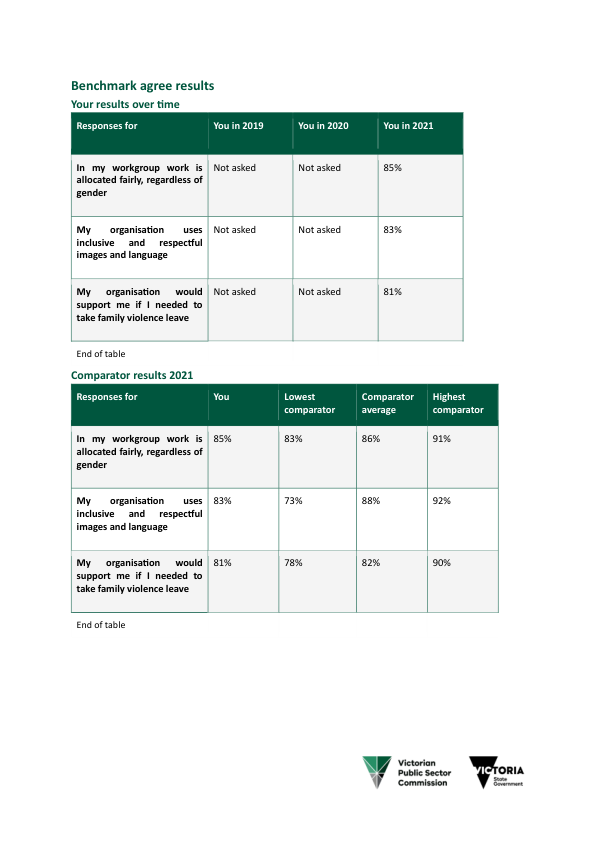 Benchmark agree results
Your results over time
Responses for You in 2019 You in 2020 You in 2021
In my workgroup work is Not asked Not asked 85%
allocated fairly, regardless of
gender
My organisation uses Not asked Not asked 83%
inclusive and respectful
images and language
My organisation would Not asked Not asked 81%
support me if I needed to
take family violence leave
End of table
Comparator results 2021
Responses for You Lowest Comparator Highest
comparator average comparator
In my workgroup work is 85% 83% 86% 91%
allocated fairly, regardless of
gender
My organisation uses 83% 73% 88% 92%
inclusive and respectful
images and language
My organisation would 81% 78% 82% 90%
support me if I needed to
take family violence leave
End of table
Victorian
Public Sector
Commission
VICTORIA
State
Government